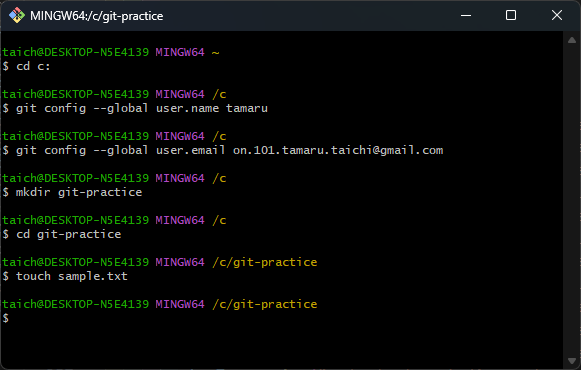 MINGW64:/c/git-practice
taich@DESKTOP-N5E4139 MINGW64 ~
$ cd c:
taich@DESKTOP-N5E4139 MINGW64 /c
$ git config --global user.name tamaru
taich@DESKTOP-N5E4139 MINGW64 /c
$ git config --global user.email on.101.tamaru.taichi@gmail.com
taich@DESKTOP-N5E4139 MINGW64 /c
$ mkdir git-practice
taich@DESKTOP-N5E4139 MINGW64 /c
$ cd git-practice
taich@DESKTOP-N5E4139 MINGW64 /c/git-practice
$ touch sample.txt
taich@DESKTOP-N5E4139 MINGW64 /c/git-practice
$